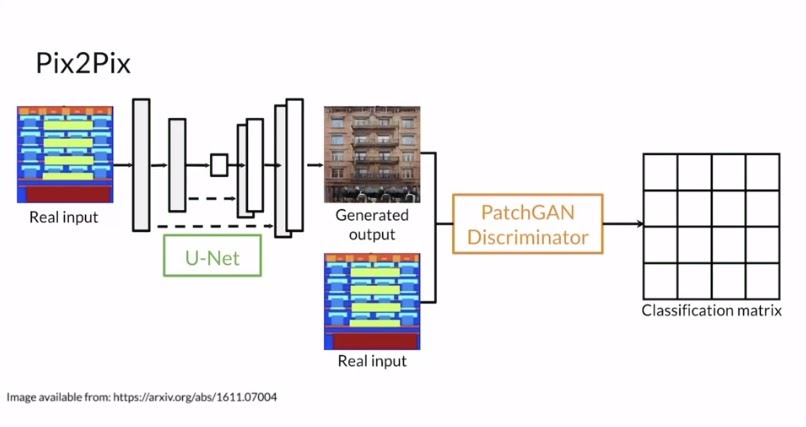 Pix2Pix
Real input
U-Net
Generated
output
Real input
PatchGAN
Discriminator
Classification matrix
Image available from: https://arxiv.org/abs/1611.07004